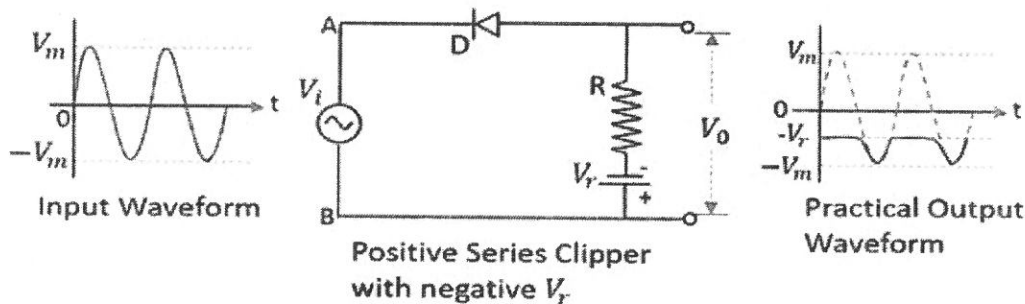 V_m
0
t
−V_m
Input Waveform
A
D
V_i
R
V_r
-
+
V_0
B
Positive Series Clipper
with negative V_r
V_m
0
t
-V_r
−V_m
Practical Output
Waveform